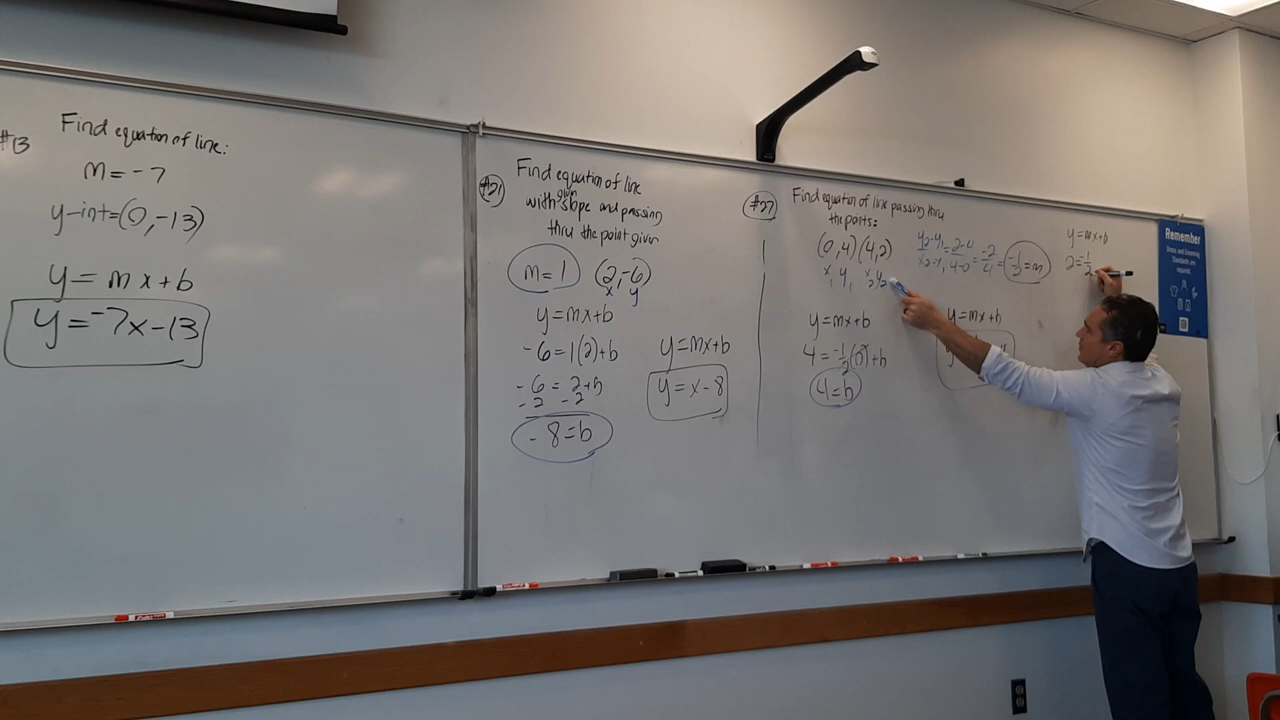 #13
Find equation of line:
m = -7
y-int = (0, -13)
y = mx + b
y = -7x - 13
#21
Find equation of line
with given slope and passing
thru the point given
m = 1 (2, -6)
x y
y = mx + b
-6 = 1(2) + b
-6 = 2 + b
-2 -2
-8 = b
y = mx + b
y = x - 8
#27
Find equation of line passing thru
the points:
(0, 4) (4, 2)
x₁ y₁ x₂ y₂
y₂-y₁/x₂-x₁ = 2-4/4-0 = -2/4 = -1/2 = m
y = mx + b
4 = -1/2(0) + b
4 = b
y = mx + b
y = mx + b
2 = -1/2
Remember